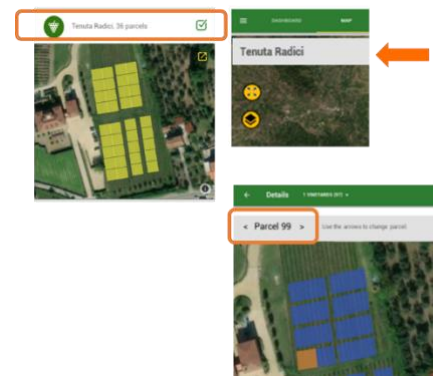 Tenuta Radici, 36 parcels
DASHBOARD MAP
Tenuta Radici
Details
< Parcel 99 > Use the arrows to change parcel.